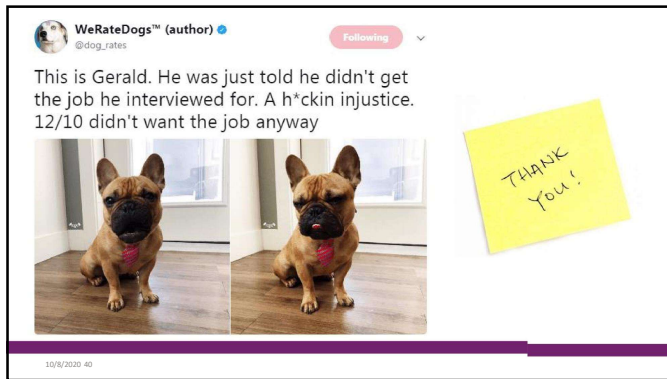 WeRateDogs™ (author)
@dog_rates
Following
This is Gerald. He was just told he didn't get
the job he interviewed for. A h*ckin injustice.
12/10 didn't want the job anyway
THANK
YOU!
10/8/2020 40